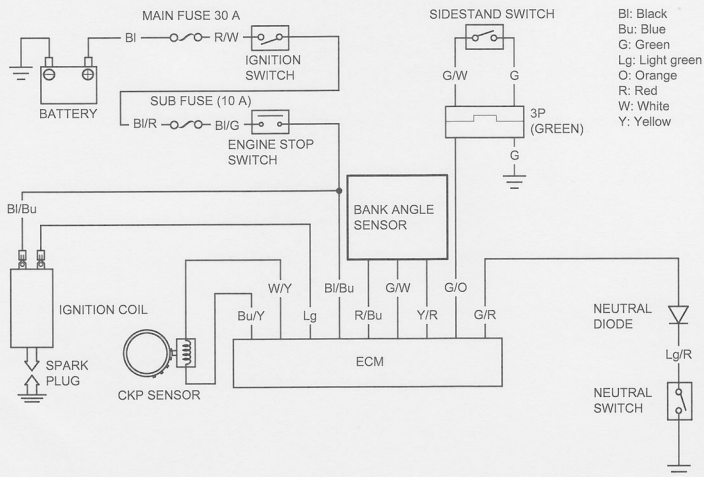 MAIN FUSE 30 A
Bl
R/W
IGNITION
SWITCH
BATTERY
SUB FUSE (10 A)
Bl/R
Bl/G
ENGINE STOP
SWITCH
SIDESTAND SWITCH
G/W
G
3P
(GREEN)
G
Bl: Black
Bu: Blue
G: Green
Lg: Light green
O: Orange
R: Red
W: White
Y: Yellow
Bl/Bu
BANK ANGLE
SENSOR
IGNITION COIL
SPARK
PLUG
CKP SENSOR
Bu/Y
W/Y
Lg
Bl/Bu
R/Bu
G/W
Y/R
G/O
G/R
ECM
NEUTRAL
DIODE
Lg/R
NEUTRAL
SWITCH